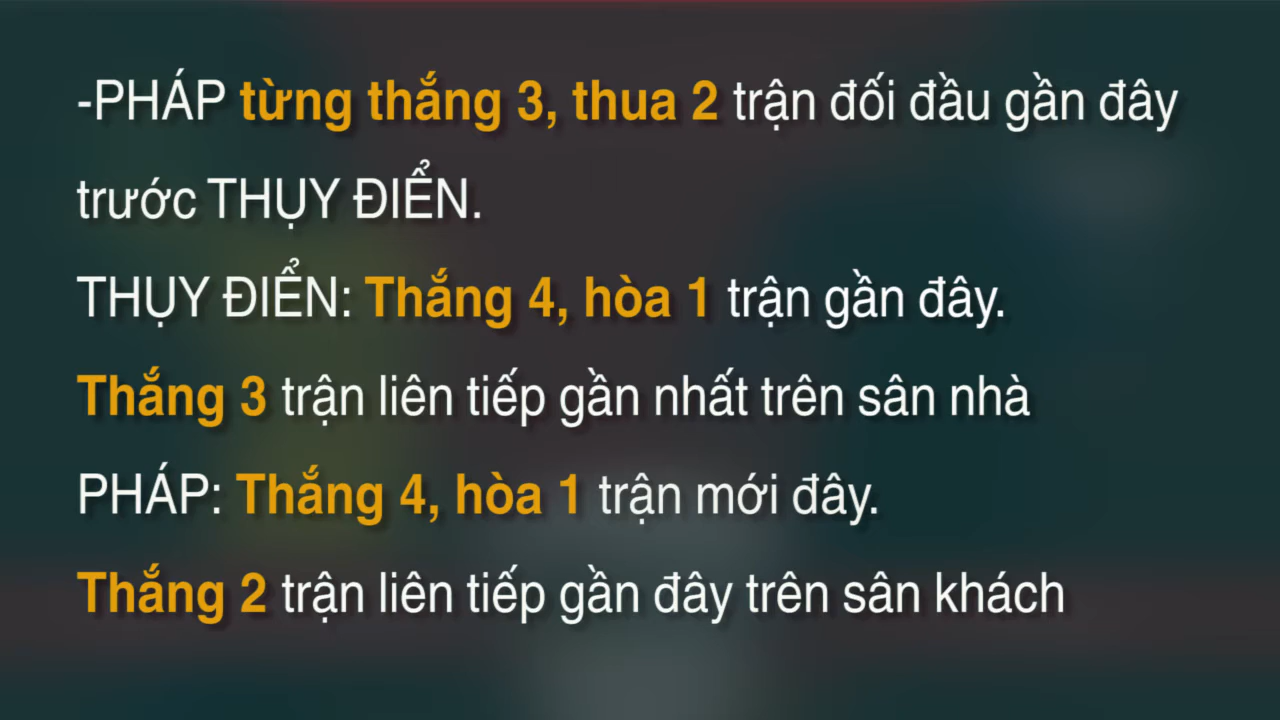 -PHÁP từng thắng 3, thua 2 trận đối đầu gần đây
trước THỤY ĐIỂN.
THỤY ĐIỂN: Thắng 4, hòa 1 trận gần đây.
Thắng 3 trận liên tiếp gần nhất trên sân nhà
PHÁP: Thắng 4, hòa 1 trận mới đây.
Thắng 2 trận liên tiếp gần đây trên sân khách